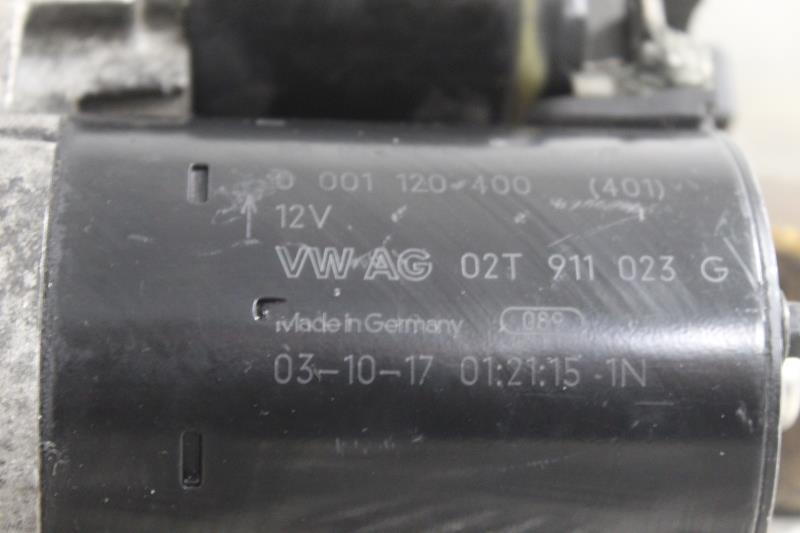 0 001 120 400 (401)
12V
VW AG 02T 911 023 G
Made in Germany 089
03-10-17 01:21:15 1N